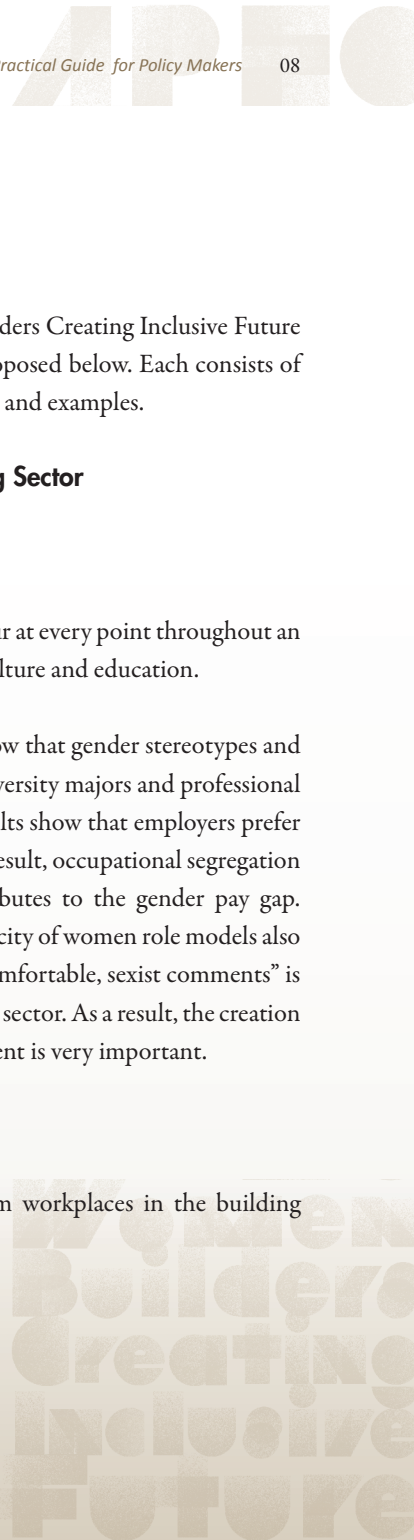 APEC
ractical Guide for Policy Makers 08
ders Creating Inclusive Future
posed below. Each consists of
and examples.
g Sector
ur at every point throughout an
lture and education.
ow that gender stereotypes and
versity majors and professional
lts show that employers prefer
esult, occupational segregation
butes to the gender pay gap.
city of women role models also
mfortable, sexist comments” is
sector. As a result, the creation
ent is very important.
m workplaces in the building
Women
Builders
Creating
Inclusive
Future